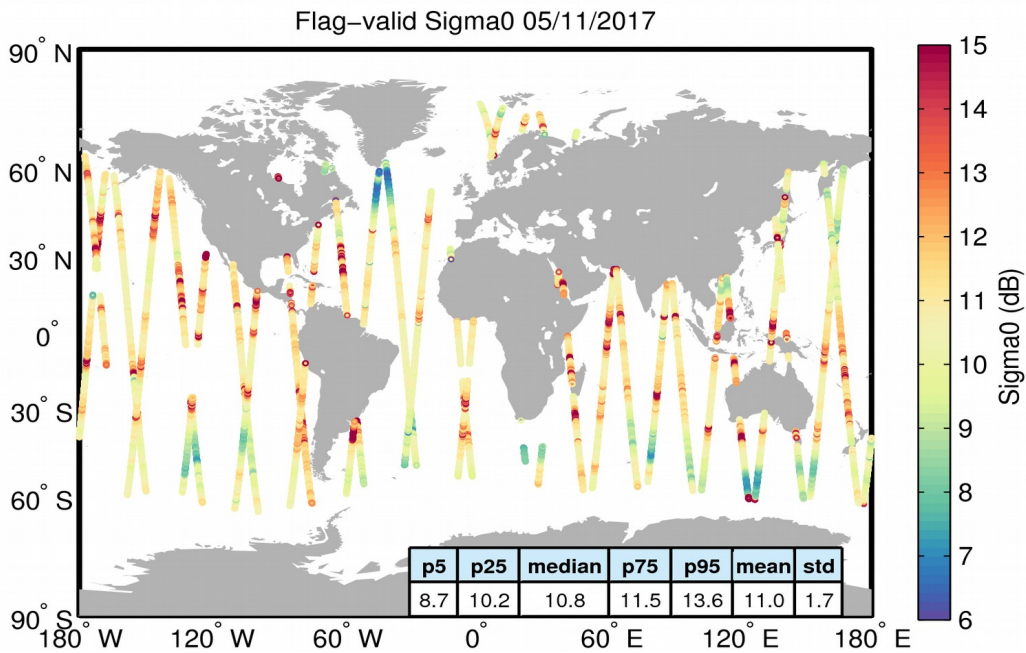 Flag-valid Sigma0 05/11/2017
90° N
60° N
30° N
0°
30° S
60° S
90° S
180° W
120° W
60° W
0°
60° E
120° E
180° E
p5 p25 median p75 p95 mean std
8.7 10.2 10.8 11.5 13.6 11.0 1.7
15
14
13
12
11
10
9
8
7
6
Sigma0 (dB)